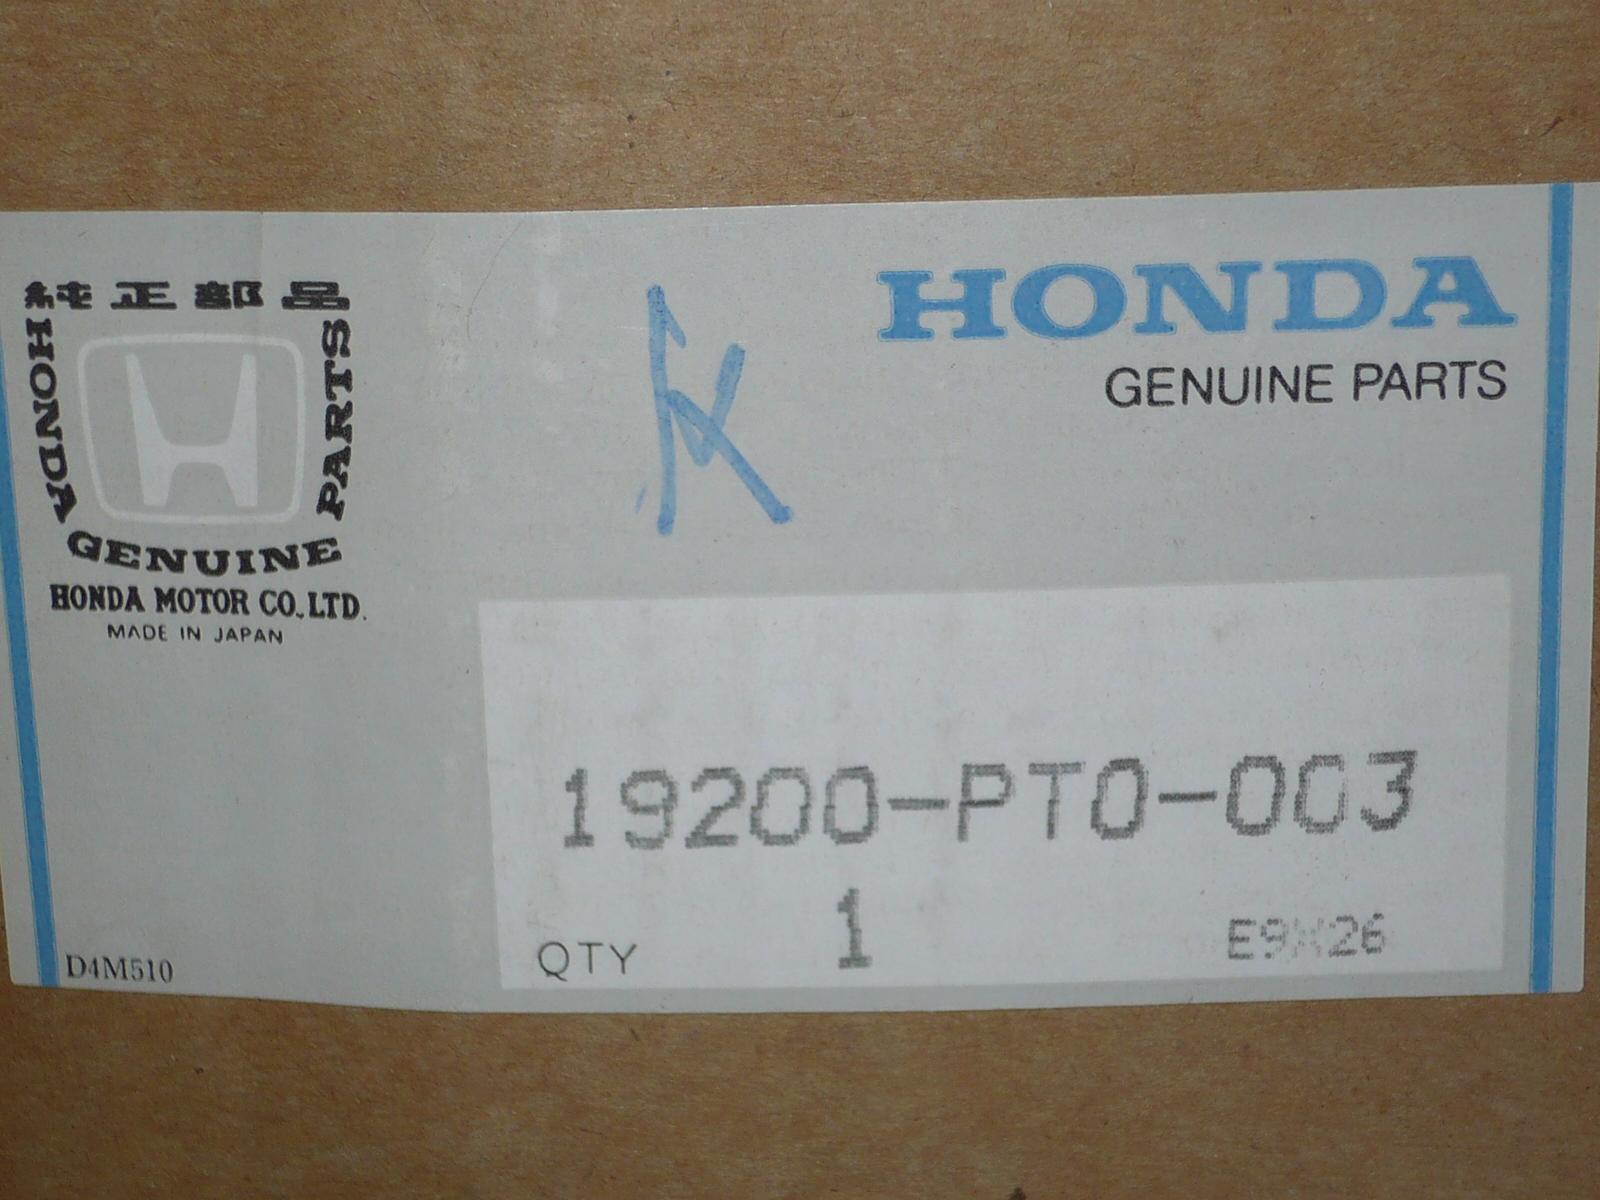 純正部品
HONDA
PARTS
GENUINE
HONDA MOTOR CO.,LTD.
MADE IN JAPAN
HONDA
GENUINE PARTS
19200-PT0-003
QTY 1 E9X26
D4M510